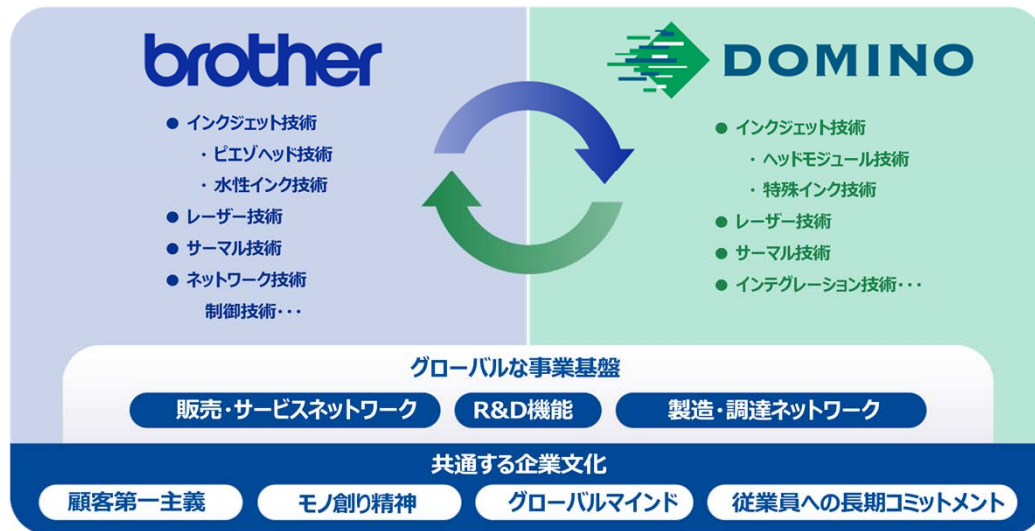 brother
● インクジェット技術
・ ピエゾヘッド技術
・ 水性インク技術
● レーザー技術
● サーマル技術
● ネットワーク技術
制御技術・・・
DOMINO
● インクジェット技術
・ ヘッドモジュール技術
・ 特殊インク技術
● レーザー技術
● サーマル技術
● インテグレーション技術・・・
グローバルな事業基盤
販売・サービスネットワーク
R&D機能
製造・調達ネットワーク
共通する企業文化
顧客第一主義
モノ創り精神
グローバルマインド
従業員への長期コミットメント